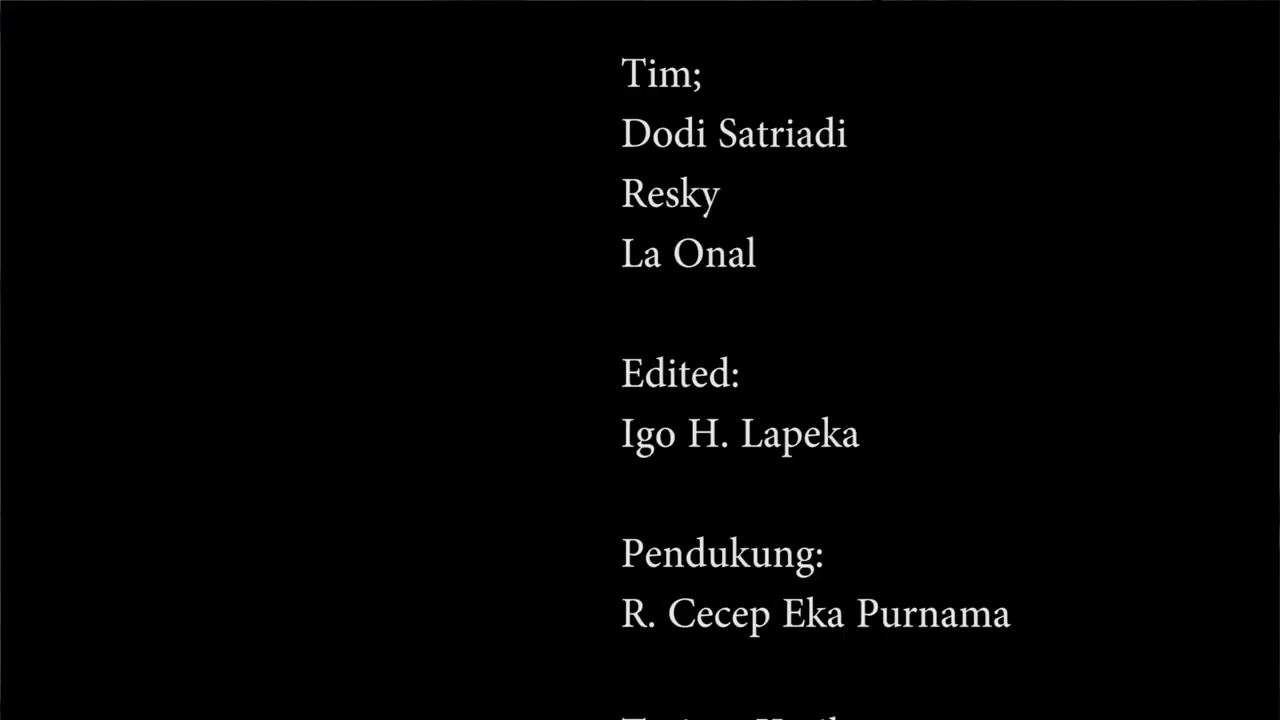 Tim;
Dodi Satriadi
Resky
La Onal
Edited:
Igo H. Lapeka
Pendukung:
R. Cecep Eka Purnama